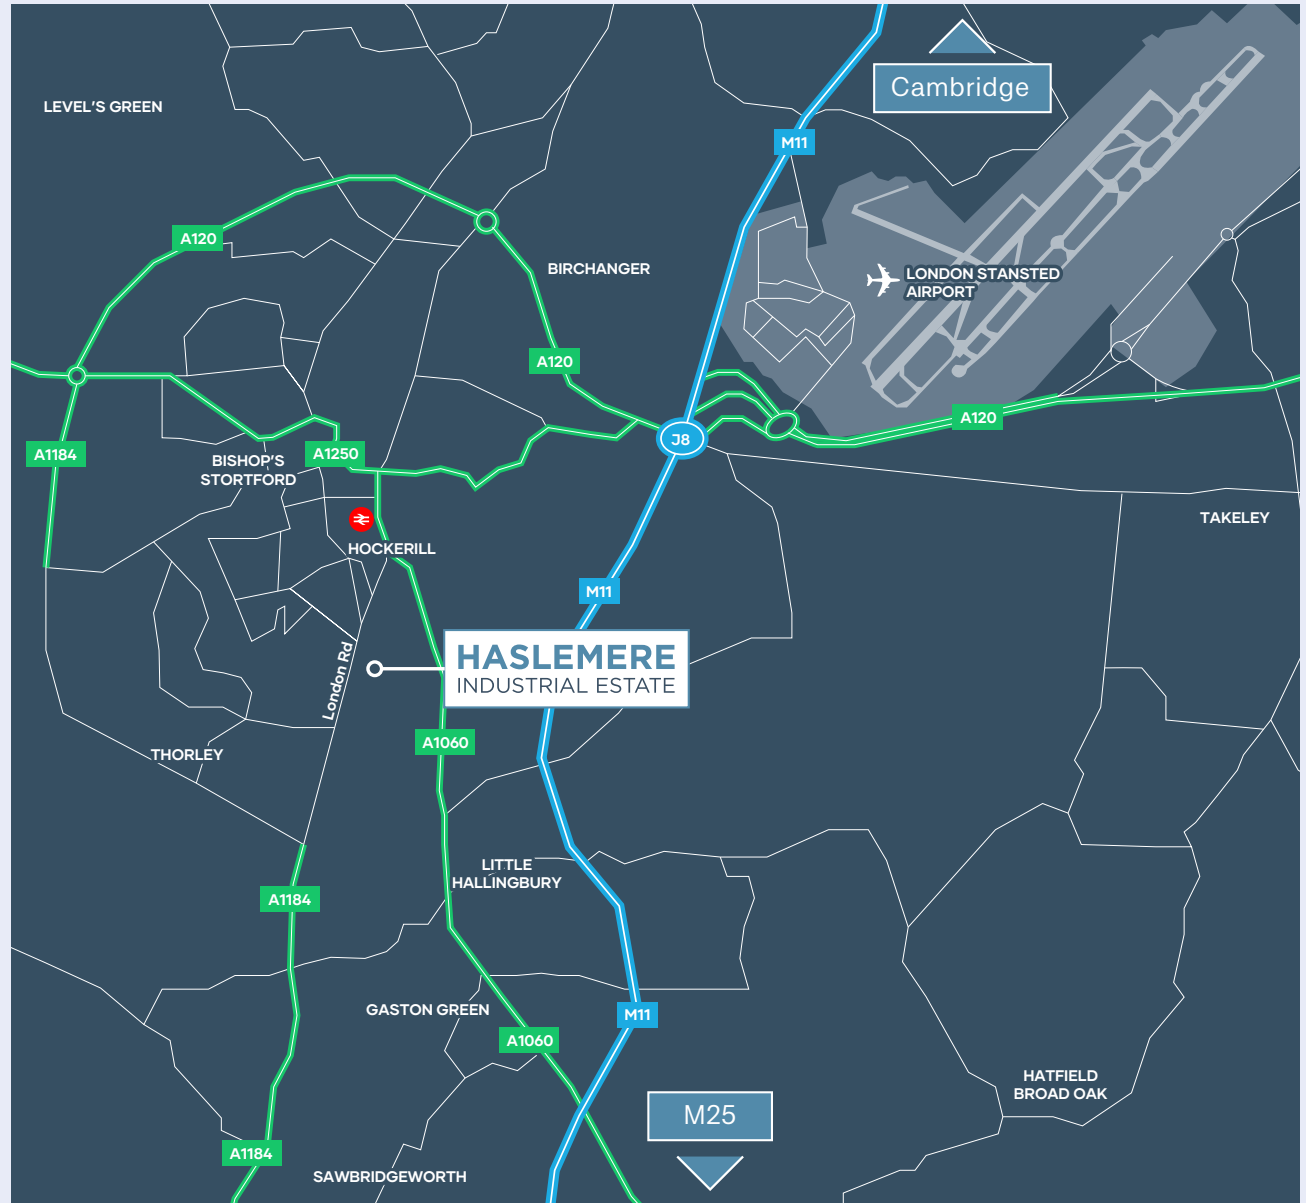 Cambridge
LEVEL'S GREEN
M11
A120
BIRCHANGER
LONDON STANSTED
AIRPORT
A120
A120
J8
A1184
A1250
BISHOP'S
STORTFORD
TAKELEY
HOCKERILL
M11
HASLEMERE
INDUSTRIAL ESTATE
London Rd
A1060
THORLEY
LITTLE
HALLINGBURY
A1184
GASTON GREEN
M11
A1060
HATFIELD
BROAD OAK
M25
A1184
SAWBRIDGEWORTH